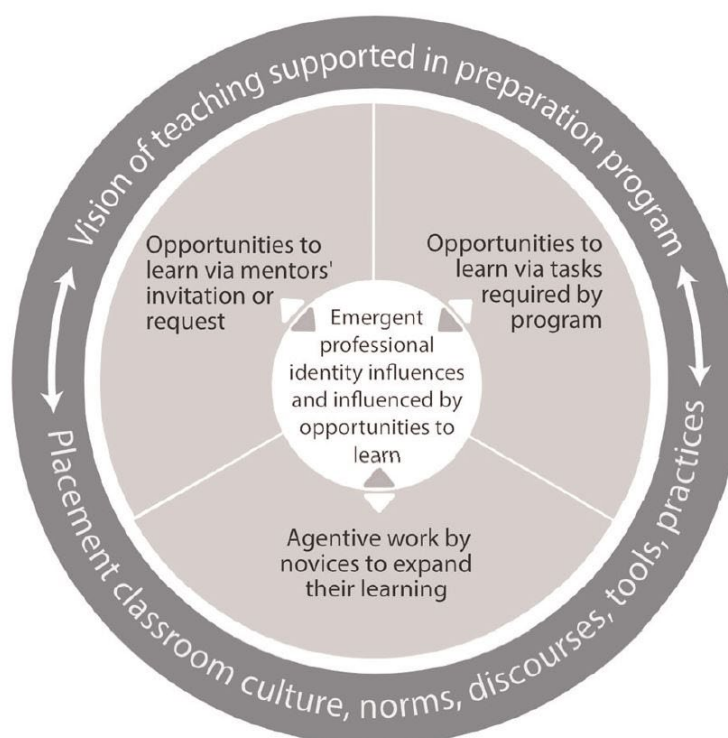 Vision of teaching supported in preparation program
Opportunities to
learn via mentors'
invitation or
request
Opportunities to
learn via tasks
required by
program
Emergent
professional
identity influences
and influenced by
opportunities to
learn
Agentive work by
novices to expand
their learning
Placement classroom culture, norms, discourses, tools, practices